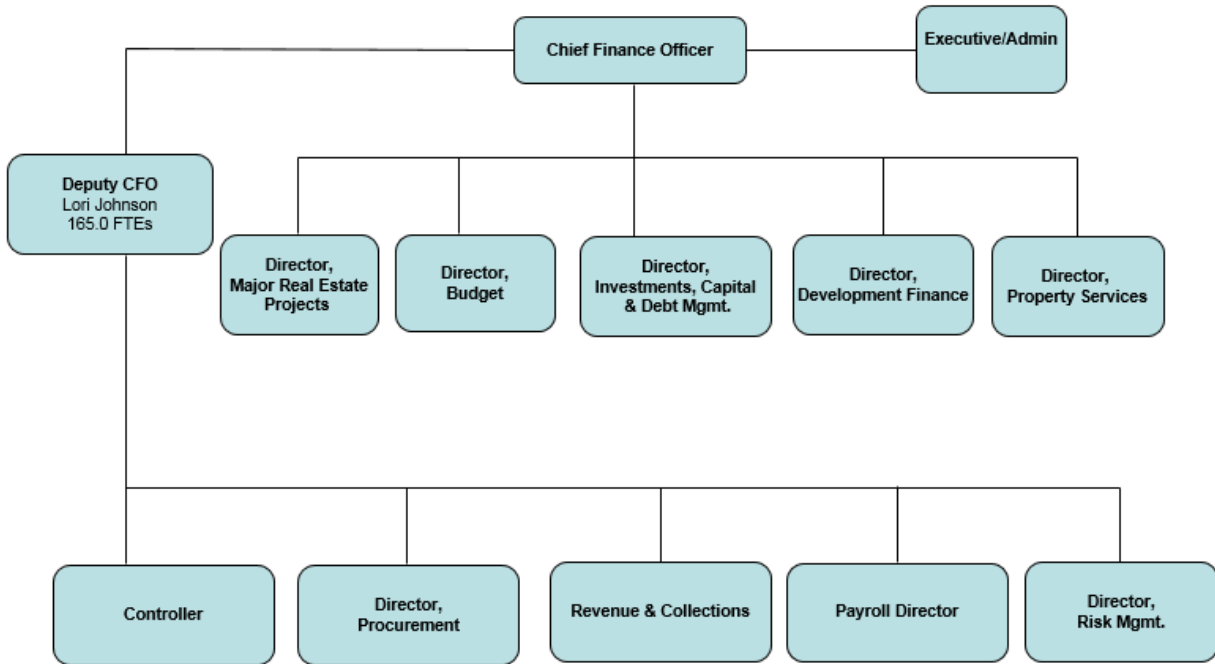 Chief Finance Officer
Executive/Admin
Deputy CFO
Lori Johnson
165.0 FTEs
Director,
Major Real Estate
Projects
Director,
Budget
Director,
Investments, Capital
& Debt Mgmt.
Director,
Development Finance
Director,
Property Services
Controller
Director,
Procurement
Revenue & Collections
Payroll Director
Director,
Risk Mgmt.